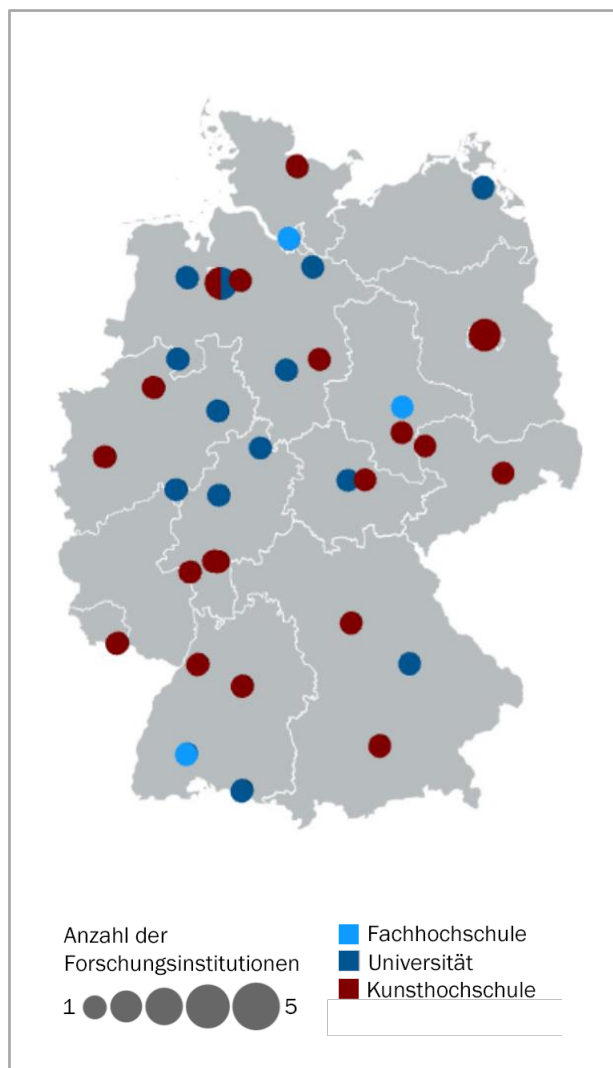 Anzahl der
Forschungsinstitutionen
1 5
Fachhochschule
Universität
Kunsthochschule